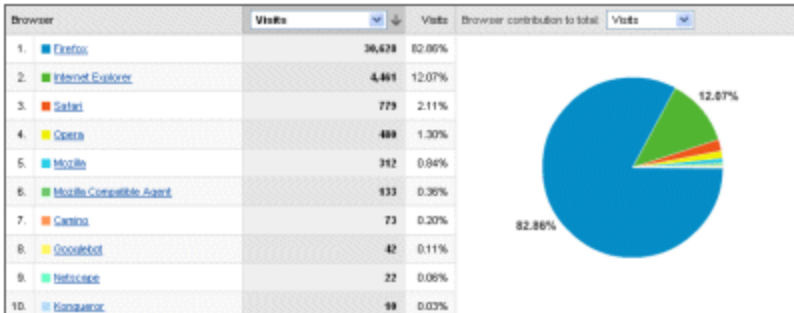 Browser Visits Visits Browser contribution to total: Visits
1. Firefox 30,628 82.86%
2. Internet Explorer 4,461 12.07%
3. Safari 779 2.11%
4. Opera 480 1.30%
5. Mozilla 312 0.84%
6. Mozilla Compatible Agent 133 0.36%
7. Camino 73 0.20%
8. Googlebot 42 0.11%
9. Netscape 22 0.06%
10. Konqueror 0.03%
12.07%
82.86%